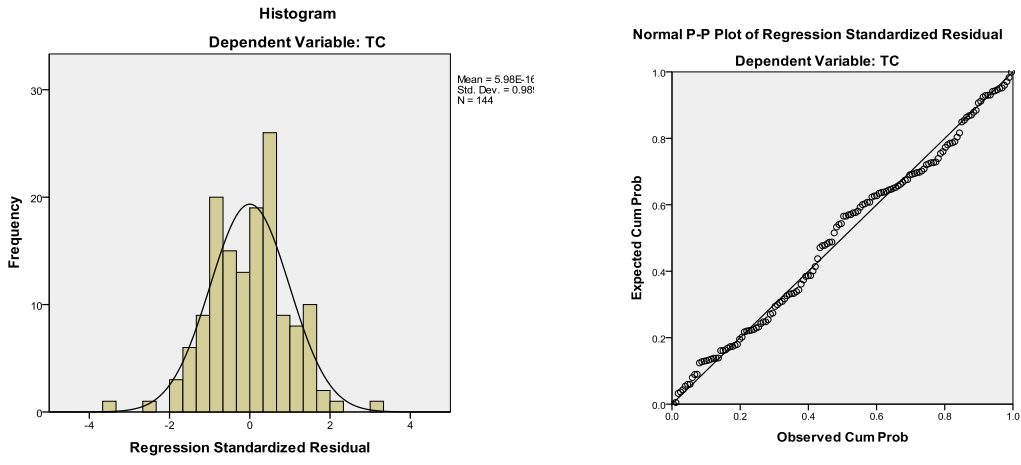 Histogram
Dependent Variable: TC
Mean = 5.98E-16
Std. Dev. = 0.98
N = 144
30
20
10
0
-4 -2 0 2 4
Frequency
Regression Standardized Residual
Normal P-P Plot of Regression Standardized Residual
Dependent Variable: TC
1.0
0.8
0.6
0.4
0.2
0.0
0.0 0.2 0.4 0.6 0.8 1.0
Expected Cum Prob
Observed Cum Prob